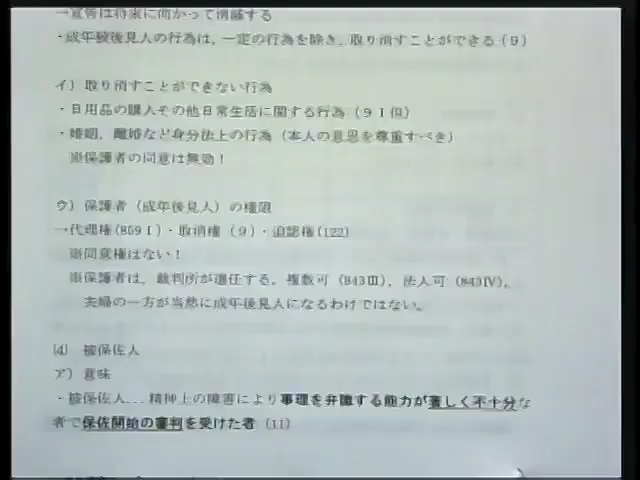 →宣告は将来に向かって消滅する
・成年被後見人の行為は、一定の行為を除き、取り消すことができる（9）
イ）取り消すことができない行為
・日用品の購入その他日常生活に関する行為（9Ⅰ但）
・婚姻、離婚など身分法上の行為（本人の意思を尊重すべき）
※保護者の同意は無効！
ウ）保護者（成年後見人）の権限
→代理権(859Ⅰ)・取消権（9）・追認権(122)
※同意権はない！
※保護者は、裁判所が選任する。複数可（843Ⅲ）、法人可（843Ⅳ）。
夫婦の一方が当然に成年後見人になるわけではない。
⑷ 被保佐人
ア）意味
・被保佐人...精神上の障害により事理を弁識する能力が著しく不十分な
者で保佐開始の審判を受けた者（11）